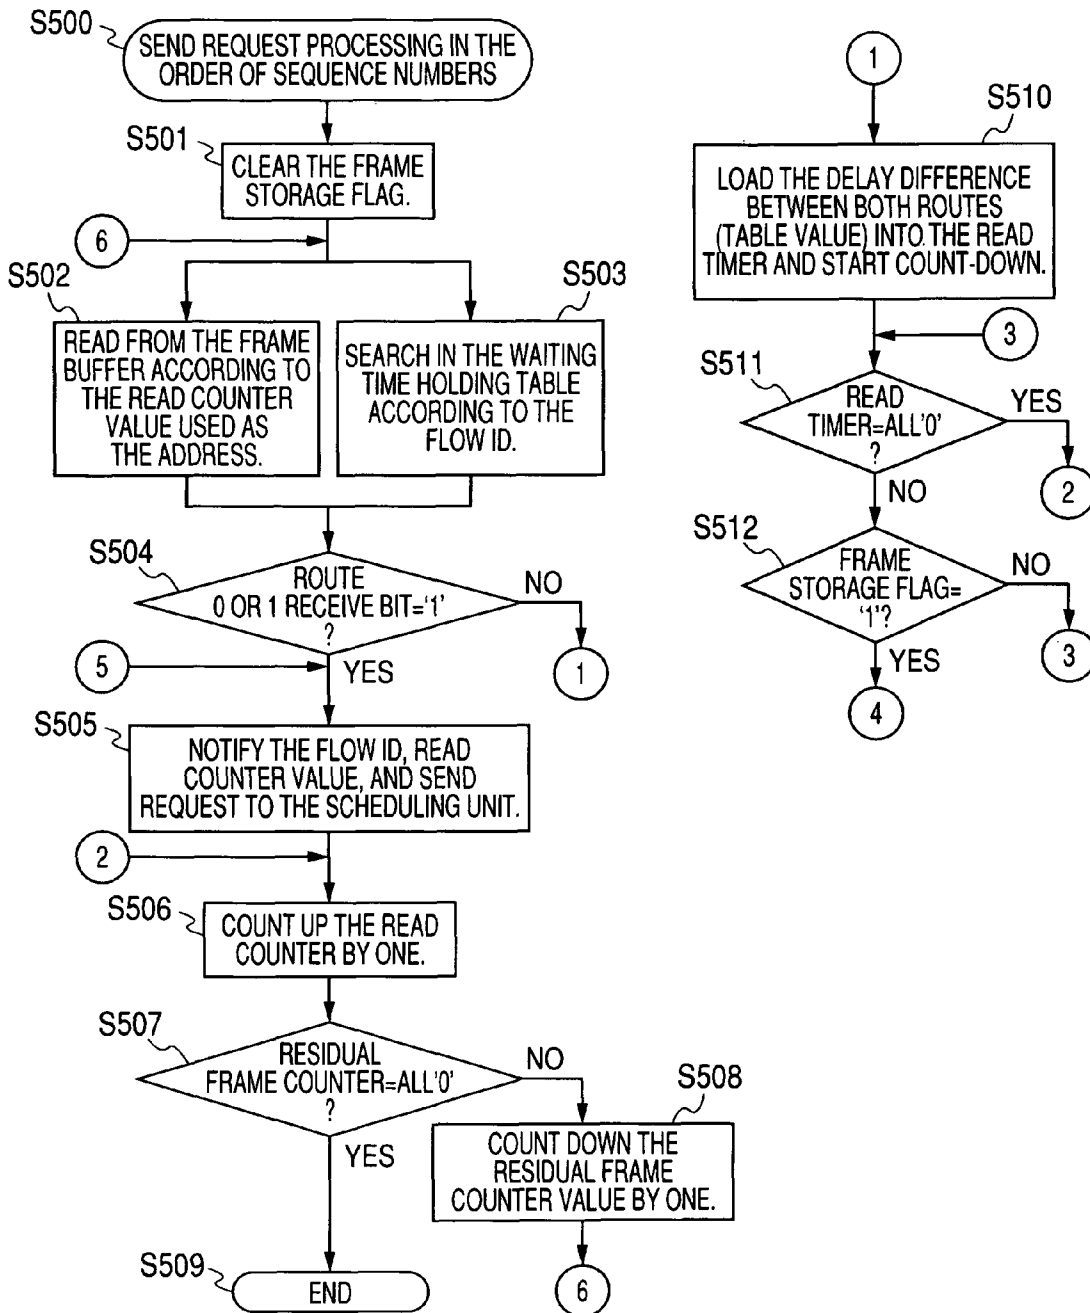 S500
SEND REQUEST PROCESSING IN THE
ORDER OF SEQUENCE NUMBERS
S501
CLEAR THE FRAME
STORAGE FLAG.
6
S502
READ FROM THE FRAME
BUFFER ACCORDING TO
THE READ COUNTER
VALUE USED AS
THE ADDRESS.
S503
SEARCH IN THE WAITING
TIME HOLDING TABLE
ACCORDING TO THE
FLOW ID.
S504
ROUTE
0 OR 1 RECEIVE BIT='1'
?
NO
1
5
YES
S505
NOTIFY THE FLOW ID, READ
COUNTER VALUE, AND SEND
REQUEST TO THE SCHEDULING UNIT.
2
S506
COUNT UP THE READ
COUNTER BY ONE.
S507
RESIDUAL
FRAME COUNTER=ALL'0'
?
NO
YES
S508
COUNT DOWN THE
RESIDUAL FRAME
COUNTER VALUE BY ONE.
6
S509
END
1
S510
LOAD THE DELAY DIFFERENCE
BETWEEN BOTH ROUTES
(TABLE VALUE) INTO THE READ
TIMER AND START COUNT-DOWN.
3
S511
READ
TIMER=ALL'0'
?
YES
2
NO
S512
FRAME
STORAGE FLAG=
'1'?
NO
3
YES
4